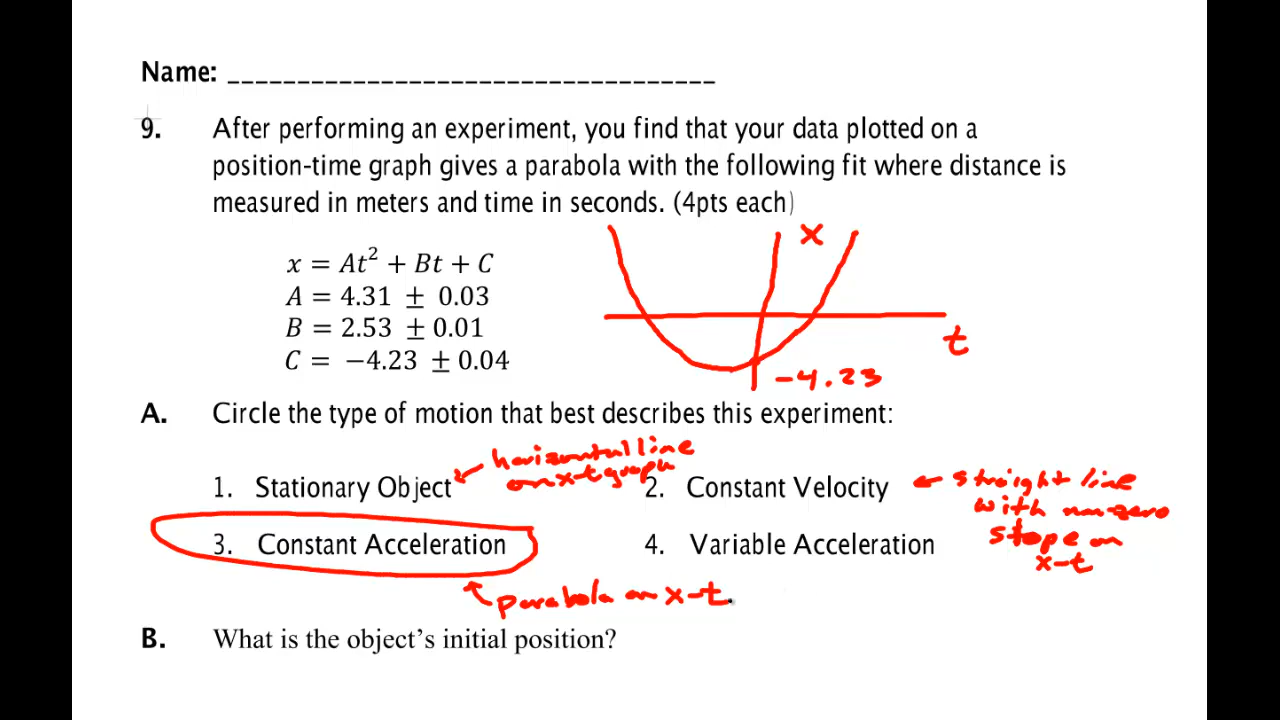 Name: ___________________________________
9. After performing an experiment, you find that your data plotted on a
position-time graph gives a parabola with the following fit where distance is
measured in meters and time in seconds. (4pts each)
x
x = At² + Bt + C
A = 4.31 ± 0.03
B = 2.53 ± 0.01
t
C = −4.23 ± 0.04
-4.23
A. Circle the type of motion that best describes this experiment:
horizontal line
on x-t graph
1. Stationary Object
2. Constant Velocity
straight line
with non-zero
slope on
x-t
3. Constant Acceleration
4. Variable Acceleration
parabola on x-t.
B. What is the object's initial position?